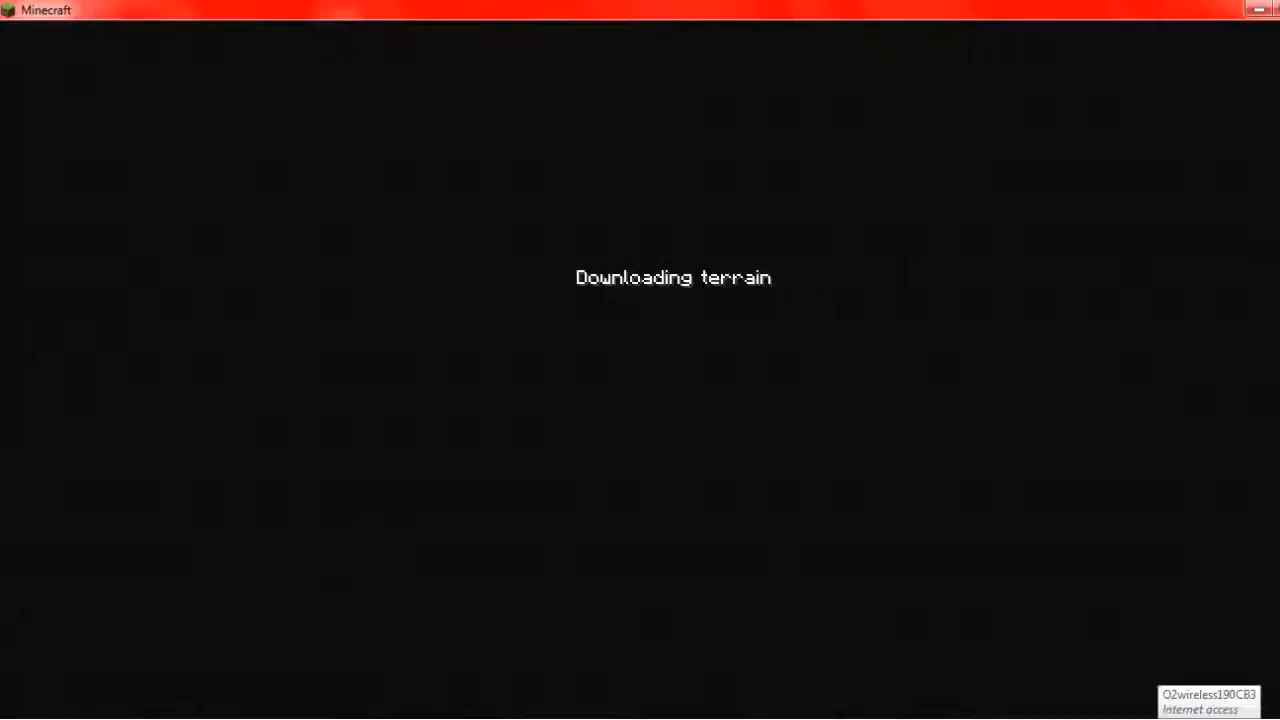 Minecraft
Downloading terrain
O2wireless190CB3
Internet access